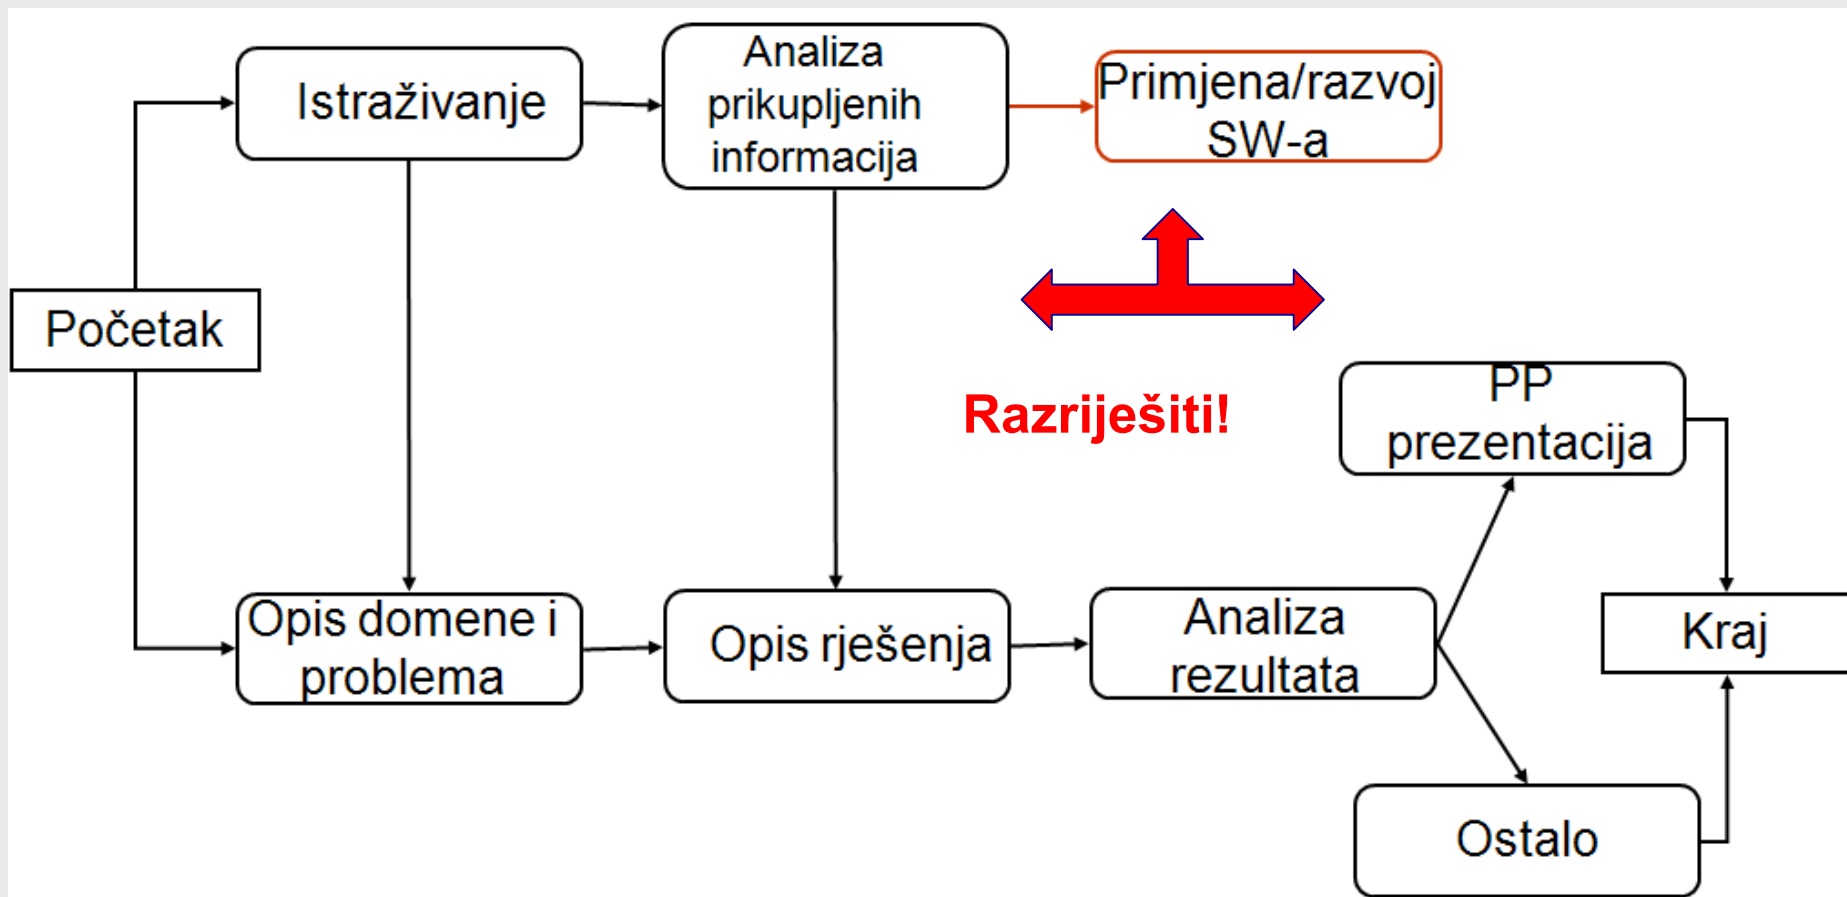 Istraživanje
Analiza
prikupljenih
informacija
Primjena/razvoj
SW-a
Početak
Razriješiti!
PP
prezentacija
Opis domene i
problema
Opis rješenja
Analiza
rezultata
Kraj
Ostalo